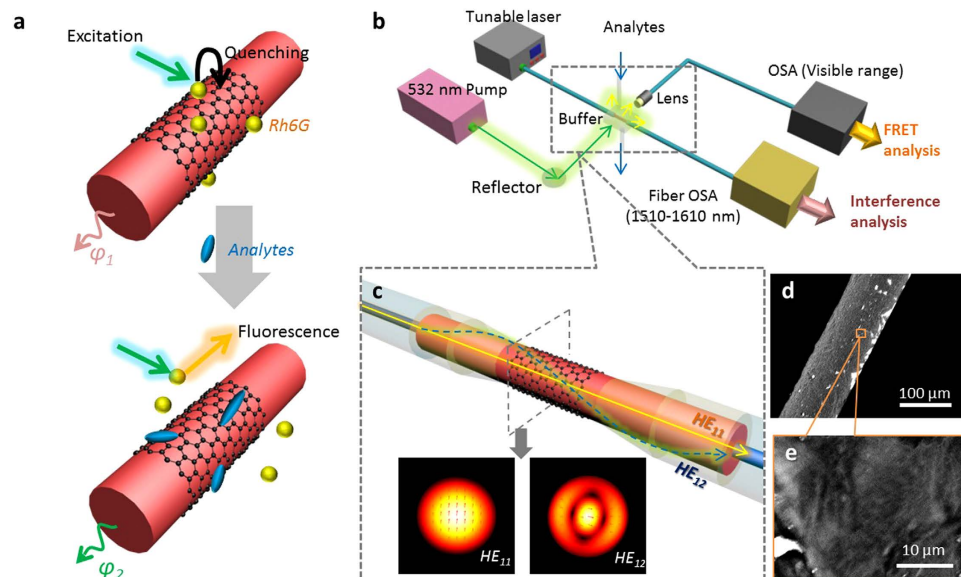 a
Excitation
Quenching
Rh6G
φ1
Analytes
Fluorescence
φ2
b
Tunable laser
Analytes
532 nm Pump
Lens
OSA (Visible range)
Buffer
FRET
analysis
Reflector
Fiber OSA
(1510-1610 nm)
Interference
analysis
c
HE11
HE12
HE11
HE12
d
100 μm
e
10 μm